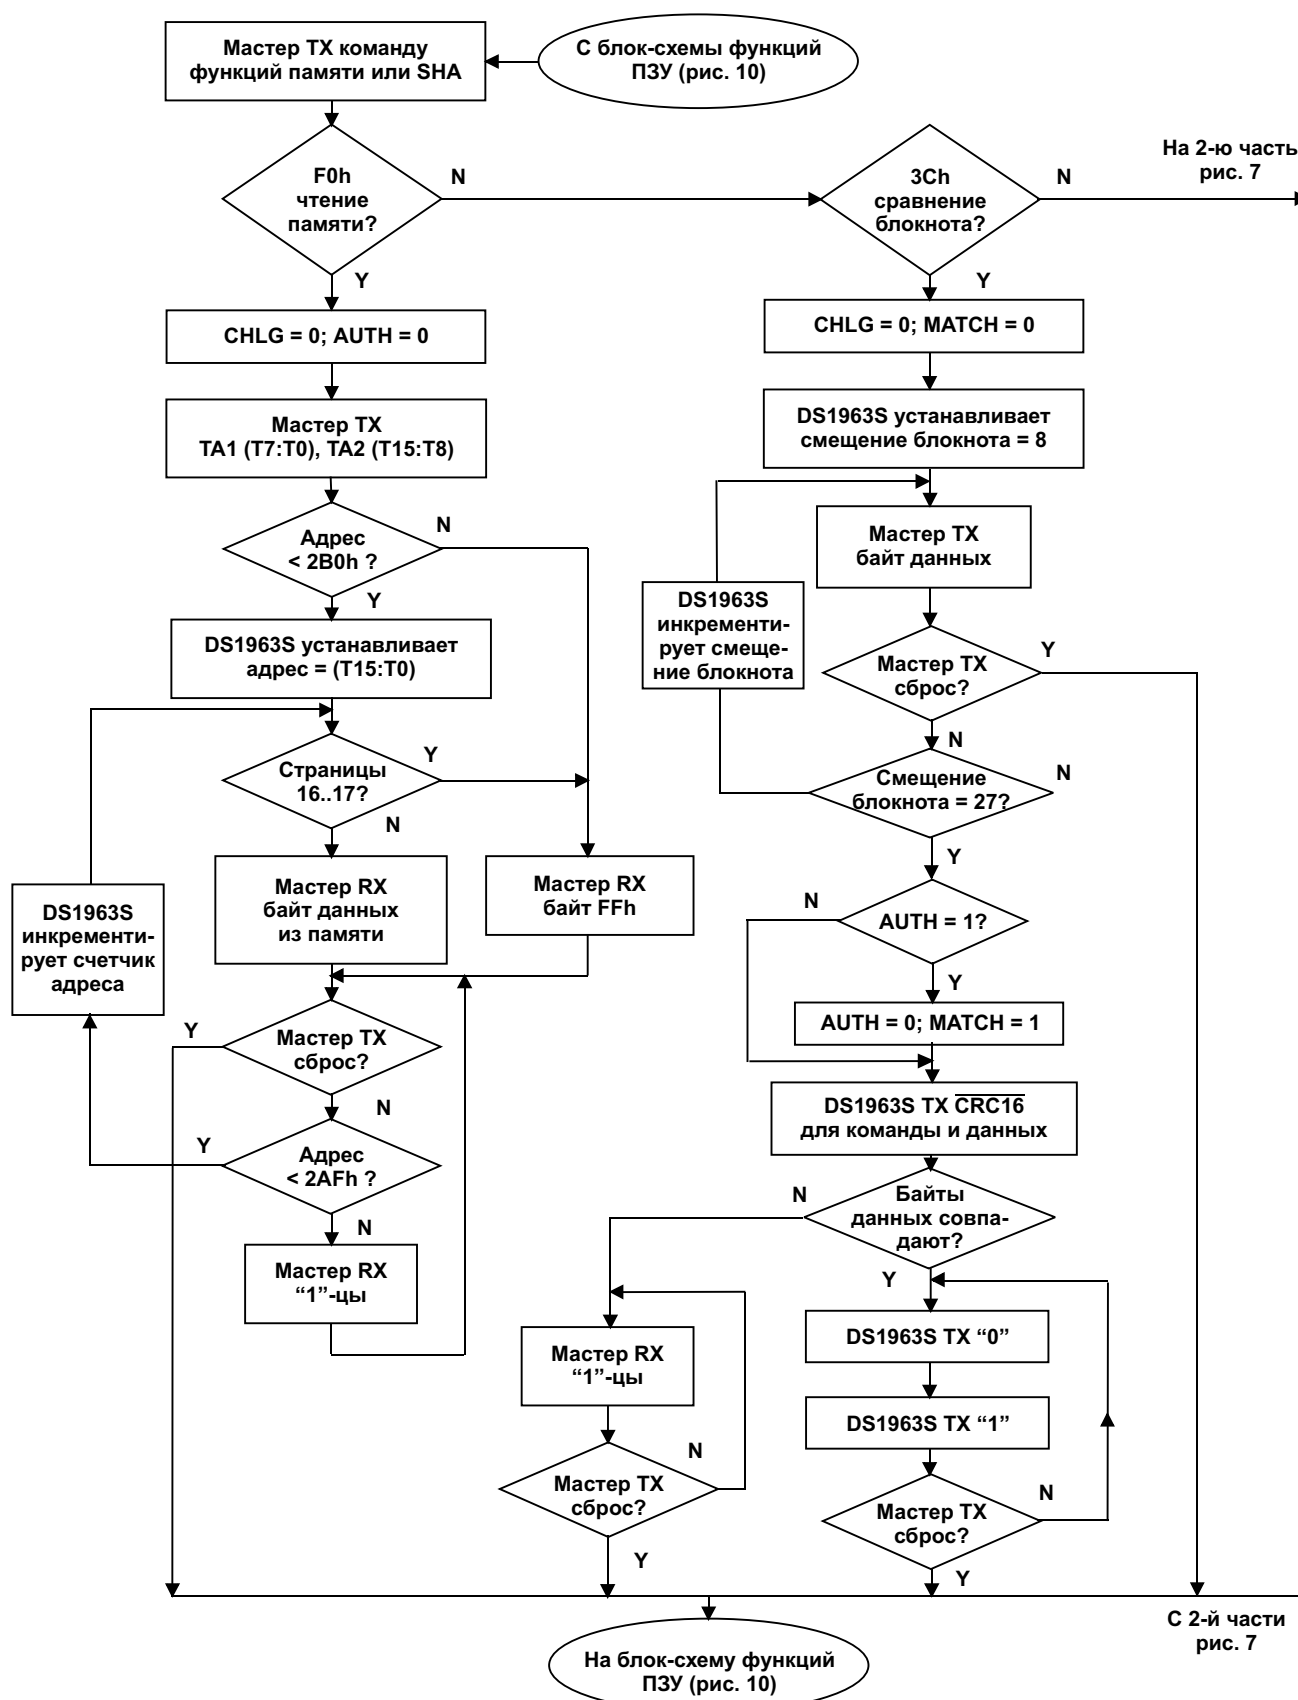 Мастер TX команду
функций памяти или SHA
С блок-схемы функций
ПЗУ (рис. 10)
F0h
чтение
памяти?
N
Y
3Ch
сравнение
блокнота?
N
Y
На 2-ю часть
рис. 7
CHLG = 0; AUTH = 0
Мастер TX
TA1 (T7:T0), TA2 (T15:T8)
Адрес
< 2B0h ?
N
Y
DS1963S устанавливает
адрес = (T15:T0)
Страницы
16..17?
Y
N
Мастер RX
байт данных
из памяти
Мастер RX
байт FFh
DS1963S
инкременти-
рует счетчик
адреса
Мастер TX
сброс?
Y
N
Адрес
< 2AFh ?
Y
N
Мастер RX
“1”-цы
CHLG = 0; MATCH = 0
DS1963S устанавливает
смещение блокнота = 8
Мастер TX
байт данных
DS1963S
инкременти-
рует смеще-
ние блокнота
Мастер TX
сброс?
Y
N
Смещение
блокнота = 27?
N
Y
AUTH = 1?
N
Y
AUTH = 0; MATCH = 1
DS1963S TX CRC16
для команды и данных
Байты
данных совпа-
дают?
N
Y
Мастер RX
“1”-цы
Мастер TX
сброс?
N
Y
DS1963S TX “0”
DS1963S TX “1”
Мастер TX
сброс?
N
Y
С 2-й части
рис. 7
На блок-схему функций
ПЗУ (рис. 10)